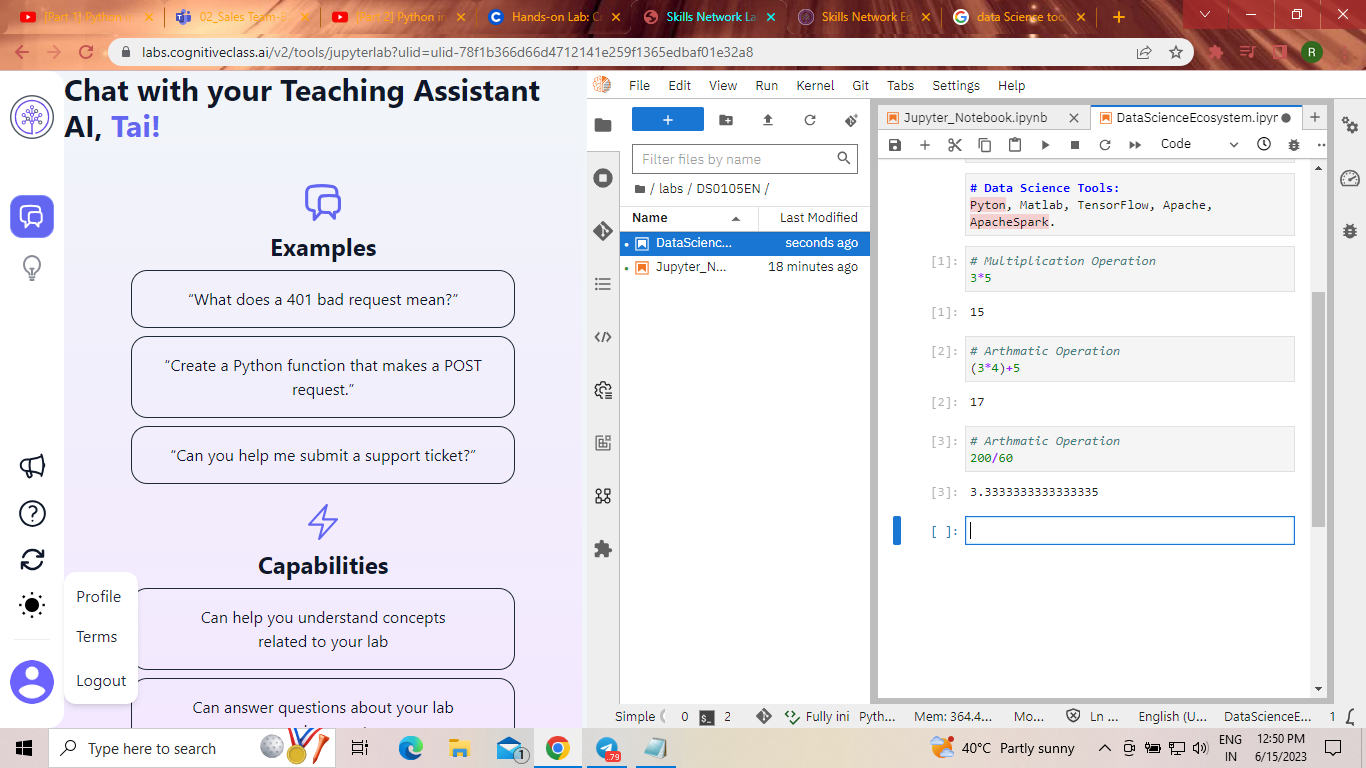 [Part 1] Python
02_Sales Team-
[Part 2] Python in
Hands-on Lab: C
Skills Network La
Skills Network Ed
data Science too
labs.cognitiveclass.ai/v2/tools/jupyterlab?ulid=ulid-78f1b366d66d4712141e259f1365edbaf01e32a8
R
Chat with your Teaching Assistant
AI, Tai!
Examples
“What does a 401 bad request mean?”
“Create a Python function that makes a POST
request.”
“Can you help me submit a support ticket?”
Capabilities
Can help you understand concepts
related to your lab
Can answer questions about your lab
Profile
Terms
Logout
File Edit View Run Kernel Git Tabs Settings Help
Filter files by name
/ labs / DS0105EN /
Name Last Modified
DataScienc... seconds ago
Jupyter_N... 18 minutes ago
Jupyter_Notebook.ipynb
DataScienceEcosystem.ipyr
Code
# Data Science Tools:
Pyton, Matlab, TensorFlow, Apache,
ApacheSpark.
[1]: # Multiplication Operation
3*5
[1]: 15
[2]: # Arthmatic Operation
(3*4)+5
[2]: 17
[3]: # Arthmatic Operation
200/60
[3]: 3.3333333333333335
[ ]:
Simple 0 2 Fully ini Pyth... Mem: 364.4... Mo... Ln ... English (U... DataScienceE... 1
Type here to search
1
.79
40°C Partly sunny
ENG
IN
12:50 PM
6/15/2023